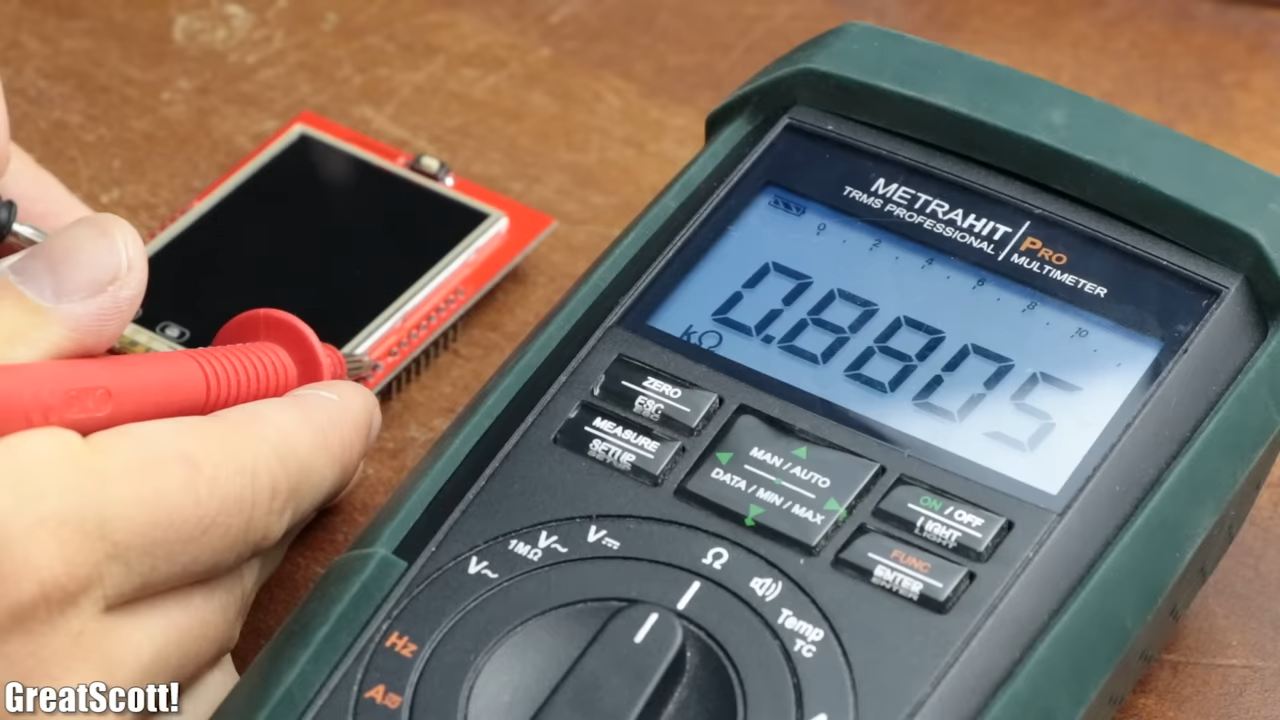 METRAHIT PRO
TRMS PROFESSIONAL MULTIMETER
0 2 4 6 8 10
0.8805
kΩ
ZERO
ESC
MEASURE
SETUP
MAN / AUTO
DATA / MIN / MAX
ON / OFF
LIGHT
FUNC
ENTER
V~
1MΩ V~
V⎓
Ω
Temp
TC
Hz
A
GreatScott!